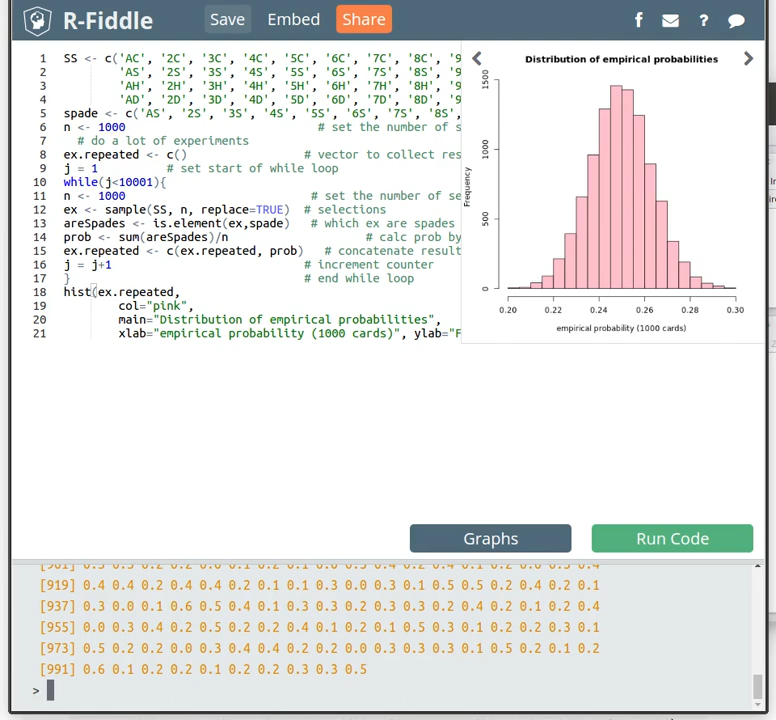 R-Fiddle
Save
Embed
Share
f
?
1 SS <- c('AC', '2C', '3C', '4C', '5C', '6C', '7C', '8C', '9
2 'AS', '2S', '3S', '4S', '5S', '6S', '7S', '8S', '9
3 'AH', '2H', '3H', '4H', '5H', '6H', '7H', '8H', '9
4 'AD', '2D', '3D', '4D', '5D', '6D', '7D', '8D', '9
5 spade <- c('AS', '2S', '3S', '4S', '5S', '6S', '7S', '8S',
6 n <- 1000 # set the number of s
7 # do a lot of experiments
8 ex.repeated <- c() # vector to collect res
9 j = 1 # set start of while loop
10 while(j<10001){
11 n <- 1000 # set the number of se
12 ex <- sample(SS, n, replace=TRUE) # selections
13 areSpades <- is.element(ex,spade) # which ex are spades
14 prob <- sum(areSpades)/n # calc prob by
15 ex.repeated <- c(ex.repeated, prob) # concatenate result
16 j = j+1 # increment counter
17 } # end while loop
18 hist(ex.repeated,
19 col="pink",
20 main="Distribution of empirical probabilities",
21 xlab="empirical probability (1000 cards)", ylab="F
Distribution of empirical probabilities
Frequency
1500
1000
500
0
0.20 0.22 0.24 0.26 0.28 0.30
empirical probability (1000 cards)
Graphs
Run Code
[919] 0.4 0.4 0.2 0.4 0.4 0.2 0.1 0.1 0.3 0.0 0.3 0.1 0.5 0.5 0.2 0.4 0.2 0.1
[937] 0.3 0.0 0.1 0.6 0.5 0.4 0.1 0.3 0.3 0.2 0.3 0.3 0.2 0.4 0.2 0.1 0.2 0.4
[955] 0.0 0.3 0.4 0.2 0.5 0.2 0.2 0.4 0.1 0.2 0.1 0.5 0.3 0.1 0.2 0.2 0.3 0.1
[973] 0.5 0.2 0.2 0.0 0.3 0.4 0.4 0.2 0.2 0.0 0.3 0.3 0.3 0.1 0.5 0.2 0.1 0.2
[991] 0.6 0.1 0.2 0.2 0.1 0.2 0.2 0.3 0.3 0.5
>